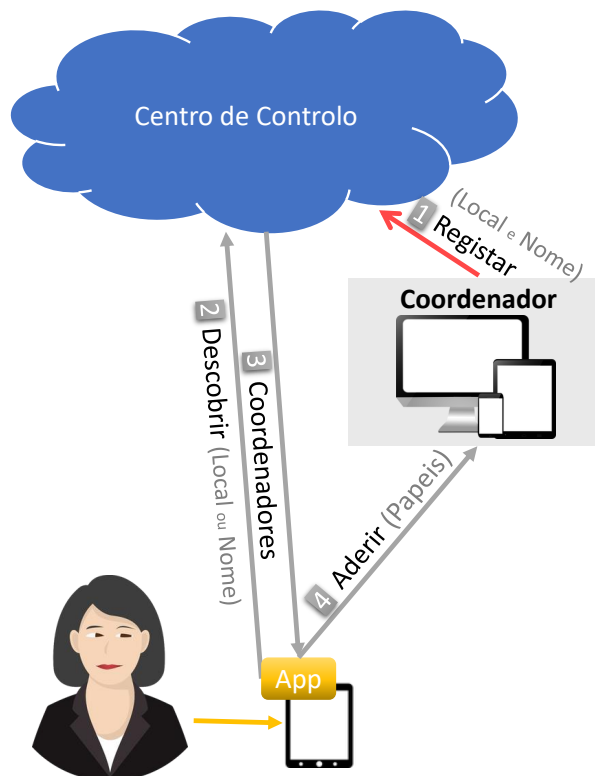 Centro de Controlo
1 Registar
(Local e Nome)
Coordenador
2 Descobrir (Local ou Nome)
3 Coordenadores
4 Aderir (Papeis)
App